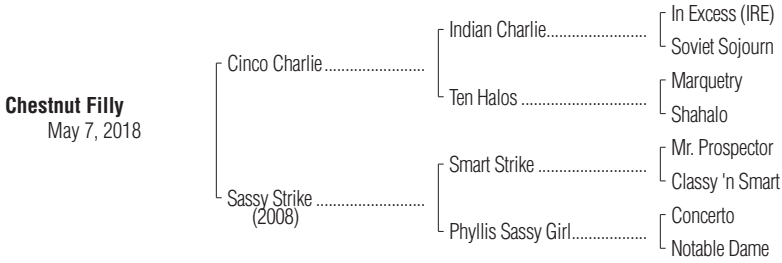 In Excess (IRE)
Indian Charlie........................
Soviet Sojourn
Cinco Charlie........................
Marquetry
Ten Halos ..............................
Shahalo
Chestnut Filly
May 7, 2018
Mr. Prospector
Smart Strike ..........................
Classy 'n Smart
Sassy Strike ..........................
(2008)
Concerto
Phyllis Sassy Girl..................
Notable Dame